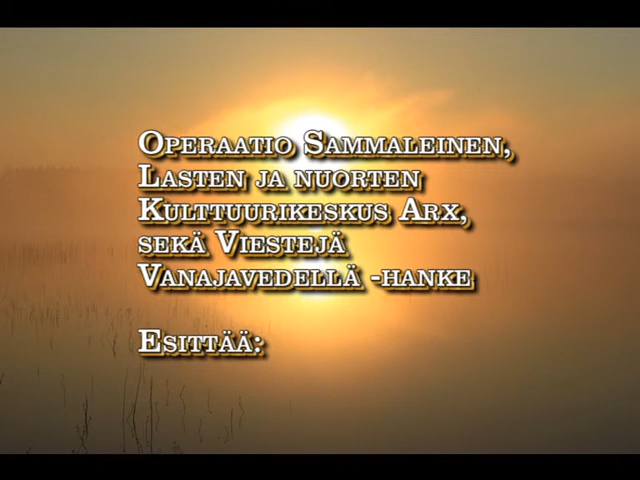 Operaatio Sammaleinen,
Lasten ja nuorten
Kulttuurikeskus Arx,
sekä Viestejä
Vanajavedellä -hanke
Esittää: